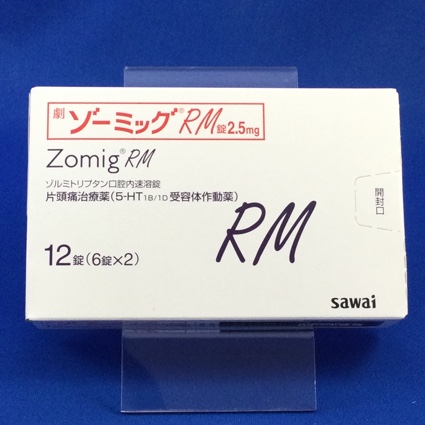 劇 ゾーミッグ® RM錠2.5mg
Zomig® RM
ゾルミトリプタン口腔内速溶錠
片頭痛治療薬(5-HT1B/1D 受容体作動薬)
RM
12錠(6錠×2)
開封口
sawai